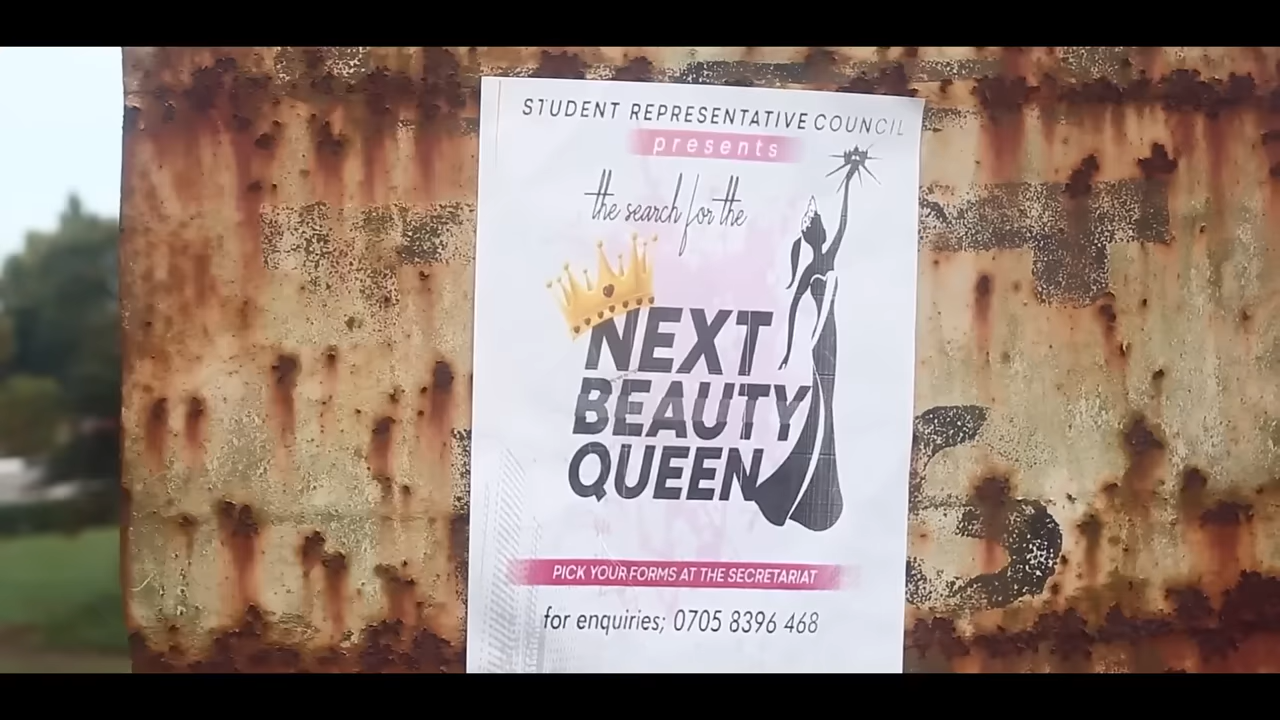 STUDENT REPRESENTATIVE COUNCIL
presents
the search for the
NEXT
BEAUTY
QUEEN
PICK YOUR FORMS AT THE SECRETARIAT
for enquiries; 0705 8396 468